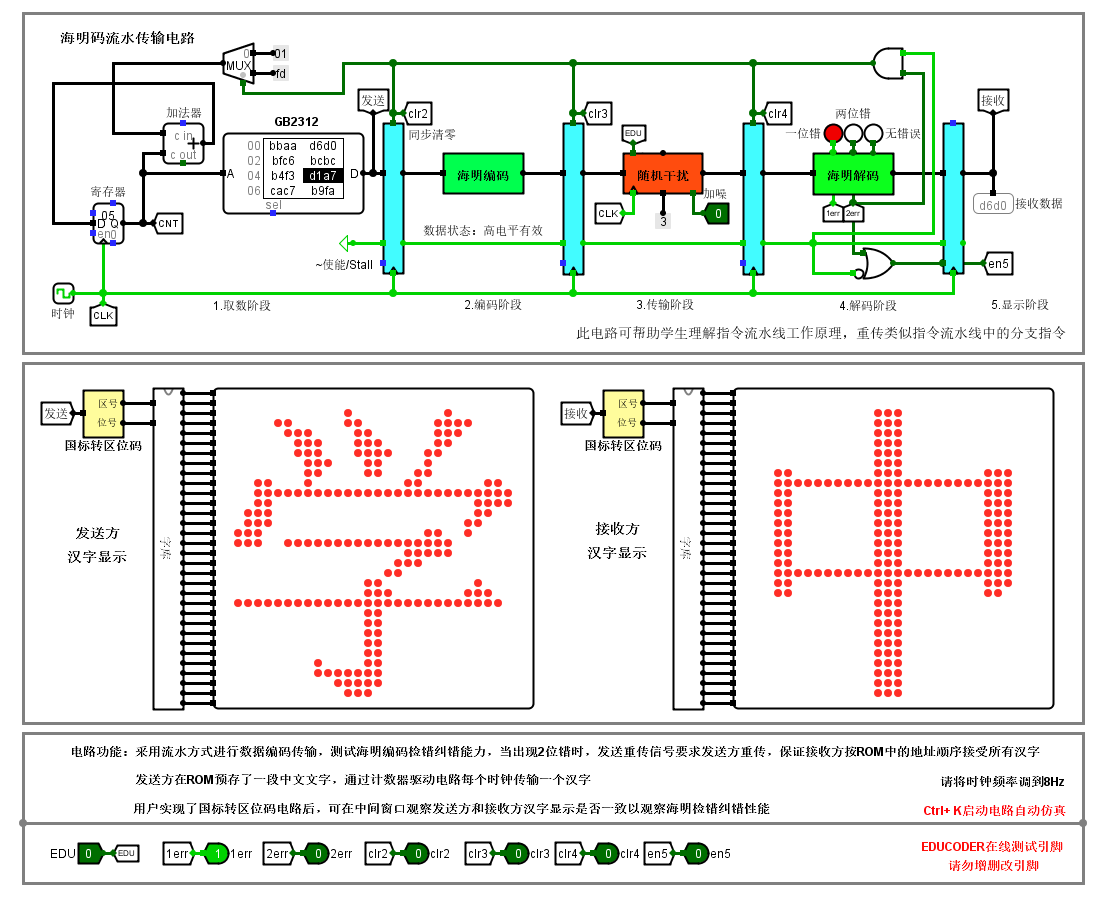 海明码流水传输电路
0
MUX
0
01
fd
加法器
c in
+
c out
GB2312
00 bbaa d6d0
02 bfc6 bcbc
04 b4f3 d1a7
06 cac7 b9fa
A
D
sel
寄存器
05
D Q
en0
CNT
发送
clr2
同步清零
海明编码
clr3
EDU
随机干扰
CLK
3
加噪
0
clr4
两位错
一位错
无错误
海明解码
1err
2err
接收
d6d0
接收数据
数据状态：高电平有效
~使能/Stall
en5
时钟
CLK
1.取数阶段
2.编码阶段
3.传输阶段
4.解码阶段
5.显示阶段
此电路可帮助学生理解指令流水线工作原理，重传类似指令流水线中的分支指令
发送
区号
位号
国标转区位码
发送方
汉字显示
字库
学
接收
区号
位号
国标转区位码
接收方
汉字显示
字库
中
电路功能：采用流水方式进行数据编码传输，测试海明编码检错纠错能力，当出现2位错时，发送重传信号要求发送方重传，保证接收方按ROM中的地址顺序接受所有汉字
发送方在ROM预存了一段中文文字，通过计数器驱动电路每个时钟传输一个汉字
请将时钟频率调到8Hz
用户实现了国标转区位码电路后，可在中间窗口观察发送方和接收方汉字显示是否一致以观察海明检错纠错性能
Ctrl+ K启动电路自动仿真
EDU 0 EDU
1err 1 1err
2err 0 2err
clr2 0 clr2
clr3 0 clr3
clr4 0 clr4
en5 0 en5
EDUCODER在线测试引脚
请勿增删改引脚